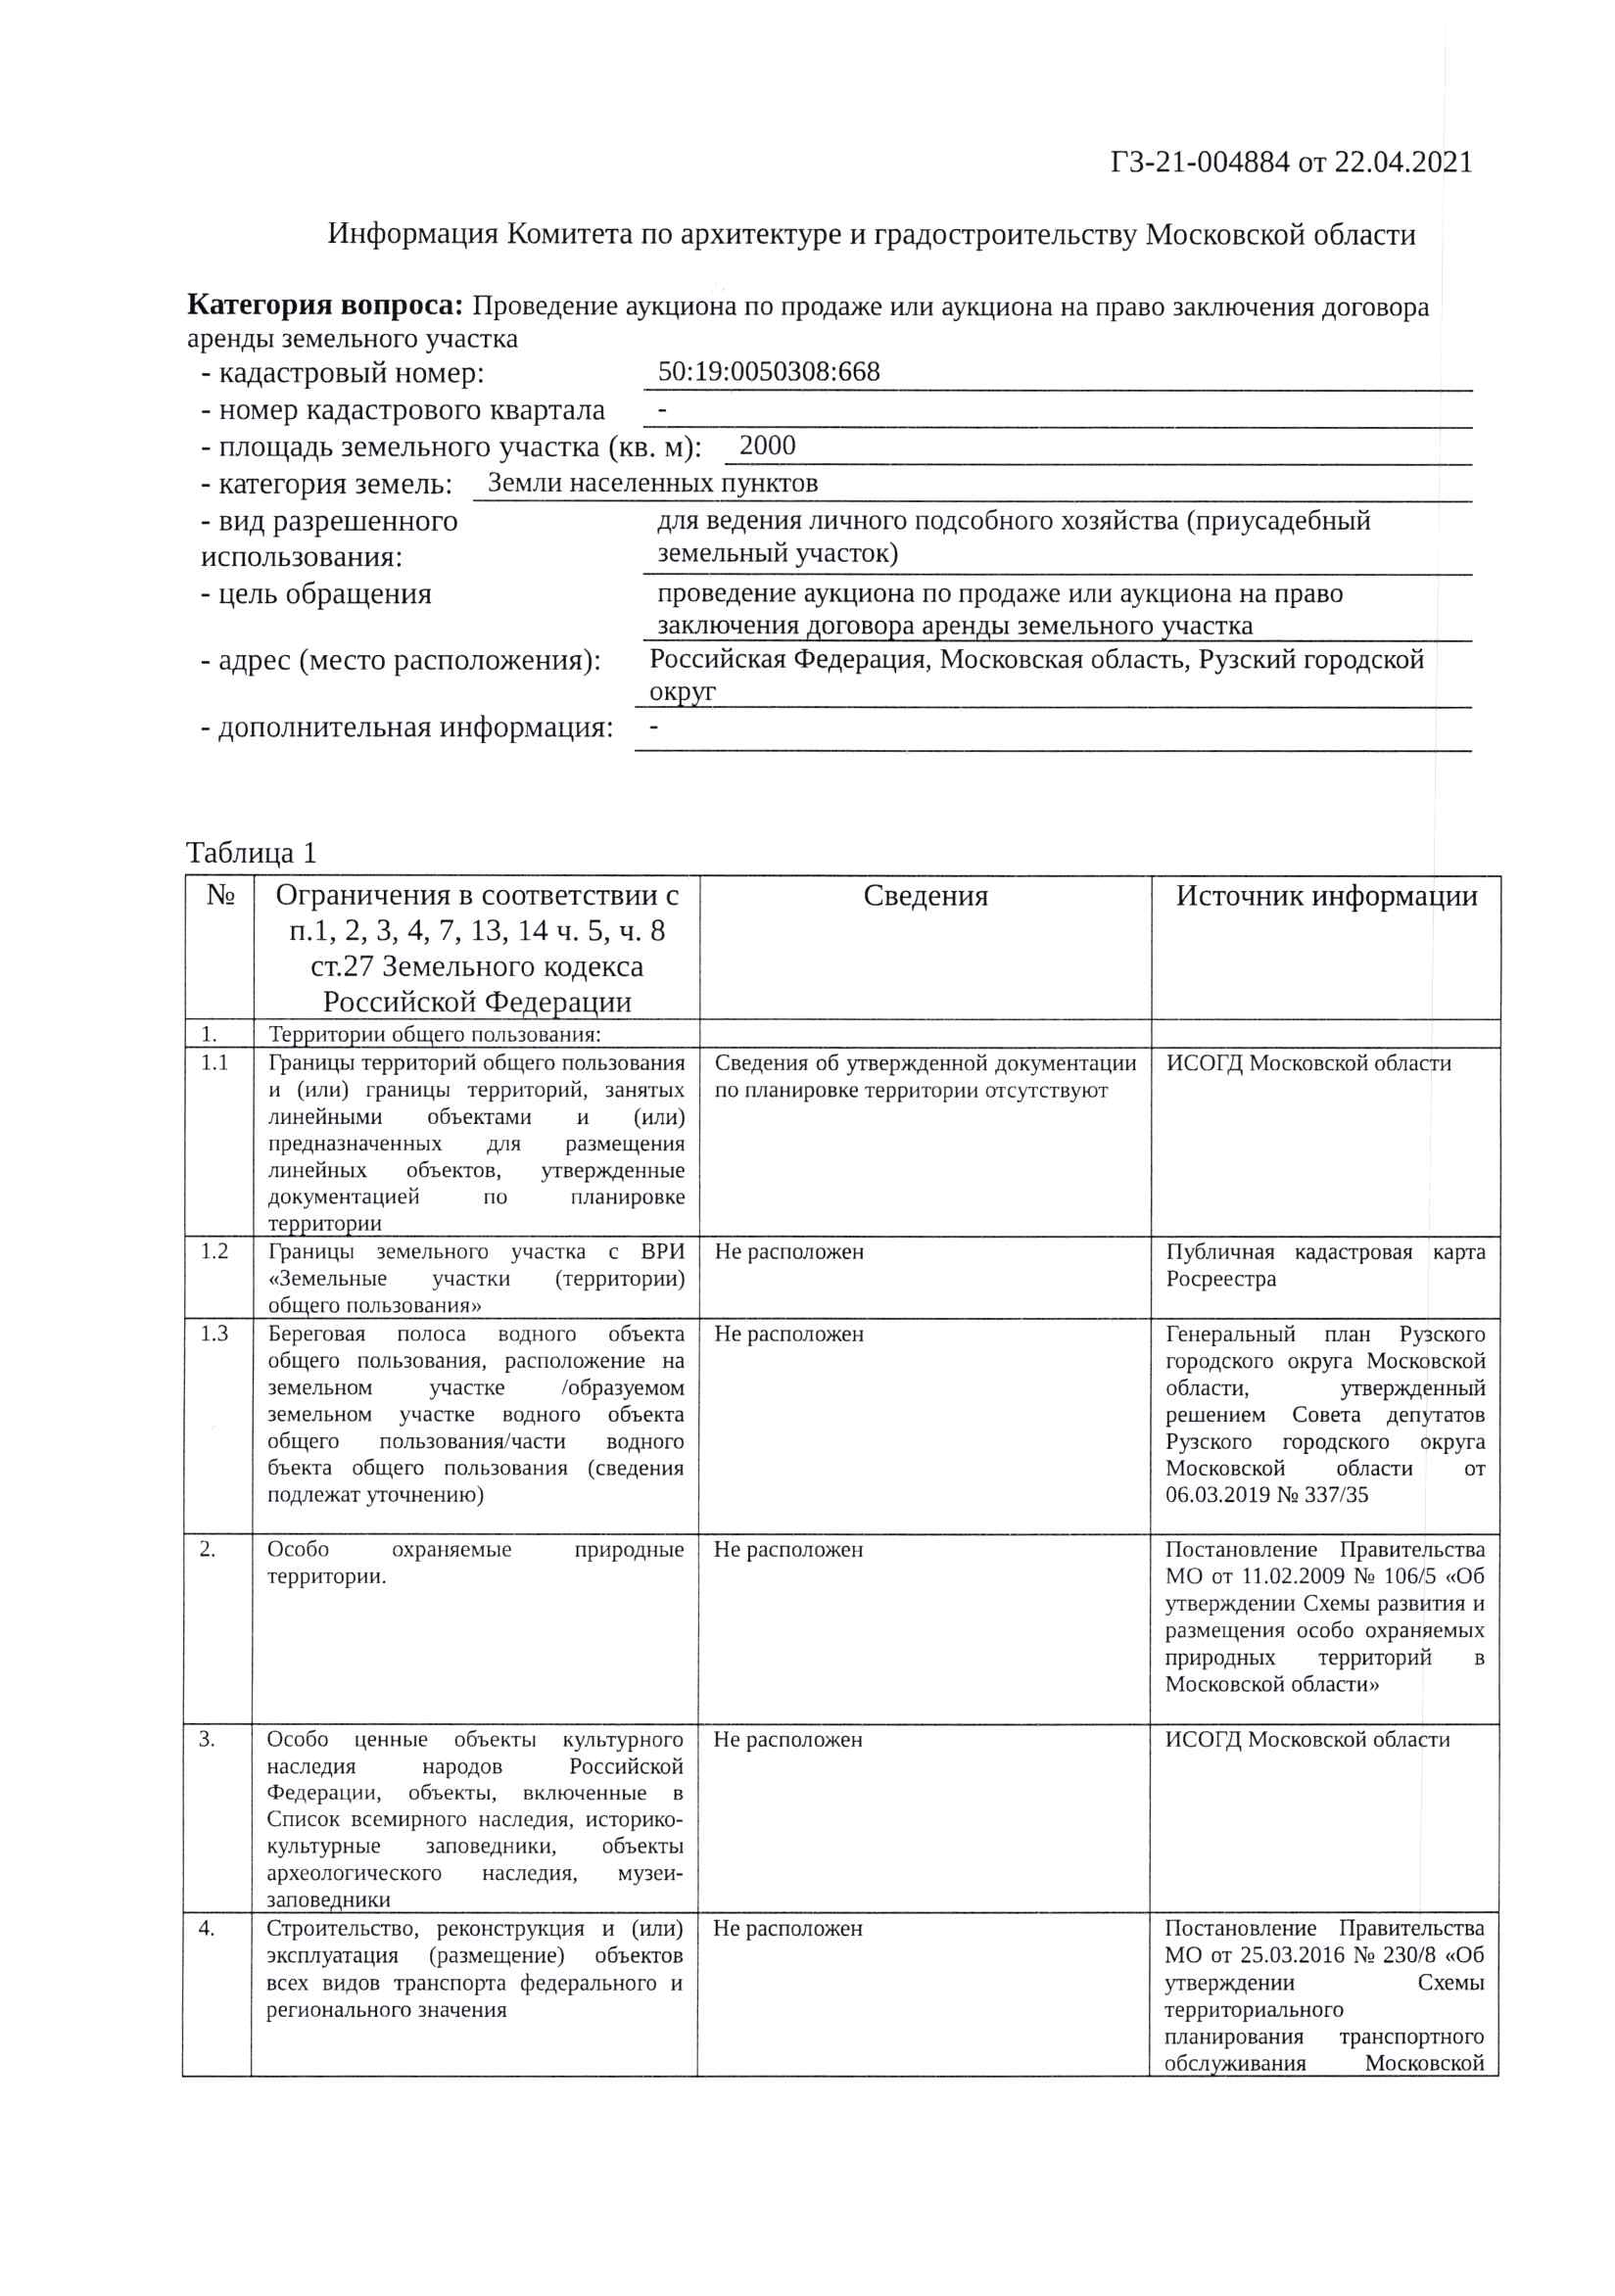 ГЗ-21-004884 от 22.04.2021
Информация Комитета по архитектуре и градостроительству Московской области
Категория вопроса: Проведение аукциона по продаже или аукциона на право заключения договора
аренды земельного участка
- кадастровый номер: 50:19:0050308:668
- номер кадастрового квартала -
- площадь земельного участка (кв. м): 2000
- категория земель: Земли населенных пунктов
- вид разрешенного
использования:
для ведения личного подсобного хозяйства (приусадебный
земельный участок)
- цель обращения
проведение аукциона по продаже или аукциона на право
заключения договора аренды земельного участка
- адрес (место расположения):
Российская Федерация, Московская область, Рузский городской
округ
- дополнительная информация: -
Таблица 1
№
Ограничения в соответствии с
п.1, 2, 3, 4, 7, 13, 14 ч. 5, ч. 8
ст.27 Земельного кодекса
Российской Федерации
Сведения
Источник информации
1.
Территории общего пользования:
1.1
Границы территорий общего пользования
и (или) границы территорий, занятых
линейными объектами и (или)
предназначенных для размещения
линейных объектов, утвержденные
документацией по планировке
территории
Сведения об утвержденной документации
по планировке территории отсутствуют
ИСОГД Московской области
1.2
Границы земельного участка с ВРИ
«Земельные участки (территории)
общего пользования»
Не расположен
Публичная кадастровая карта
Росреестра
1.3
Береговая полоса водного объекта
общего пользования, расположение на
земельном участке /образуемом
земельном участке водного объекта
общего пользования/части водного
бъекта общего пользования (сведения
подлежат уточнению)
Не расположен
Генеральный план Рузского
городского округа Московской
области, утвержденный
решением Совета депутатов
Рузского городского округа
Московской области от
06.03.2019 № 337/35
2.
Особо охраняемые природные
территории.
Не расположен
Постановление Правительства
МО от 11.02.2009 № 106/5 «Об
утверждении Схемы развития и
размещения особо охраняемых
природных территорий в
Московской области»
3.
Особо ценные объекты культурного
наследия народов Российской
Федерации, объекты, включенные в
Список всемирного наследия, историко-
культурные заповедники, объекты
археологического наследия, музеи-
заповедники
Не расположен
ИСОГД Московской области
4.
Строительство, реконструкция и (или)
эксплуатация (размещение) объектов
всех видов транспорта федерального и
регионального значения
Не расположен
Постановление Правительства
МО от 25.03.2016 № 230/8 «Об
утверждении Схемы
территориального
планирования транспортного
обслуживания Московской